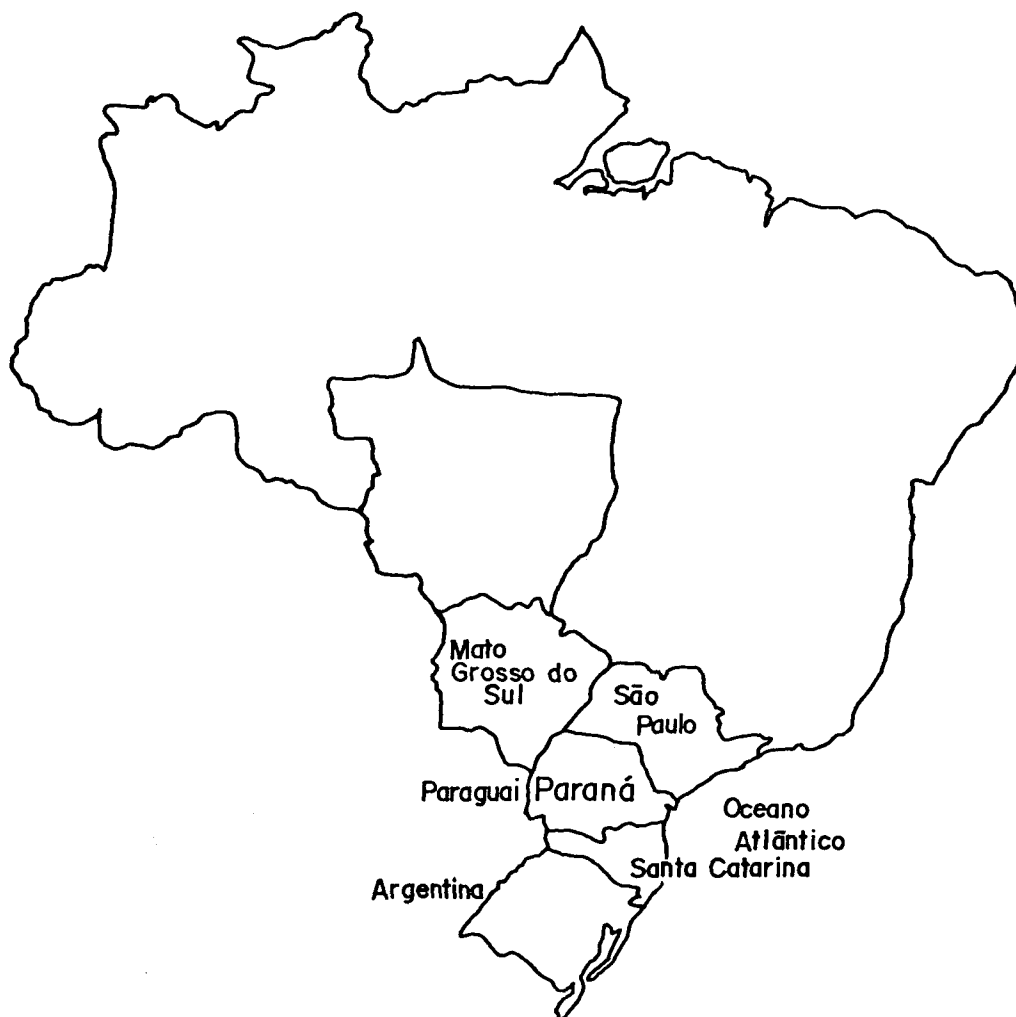 Mato
Grosso do
Sul
São
Paulo
Paraguai
Paraná
Oceano
Atlântico
Santa Catarina
Argentina